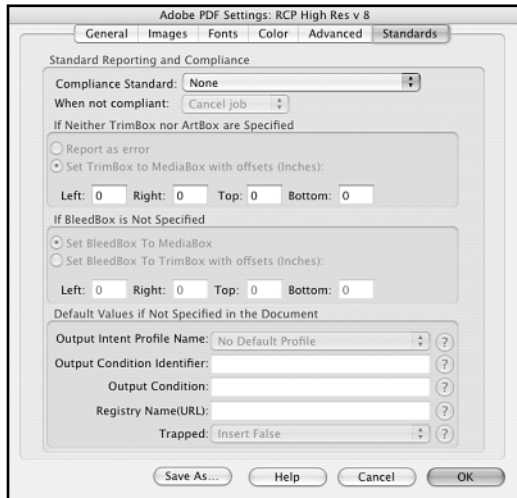 Adobe PDF Settings: RCP High Res v 8
General Images Fonts Color Advanced Standards
Standard Reporting and Compliance
Compliance Standard: None
When not compliant: Cancel job
If Neither TrimBox nor ArtBox are Specified
Report as error
Set TrimBox to MediaBox with offsets (Inches):
Left: 0 Right: 0 Top: 0 Bottom: 0
If BleedBox is Not Specified
Set BleedBox To MediaBox
Set BleedBox To TrimBox with offsets (Inches):
Left: 0 Right: 0 Top: 0 Bottom: 0
Default Values if Not Specified in the Document
Output Intent Profile Name: No Default Profile ?
Output Condition Identifier: ?
Output Condition: ?
Registry Name(URL): ?
Trapped: Insert False ?
Save As... Help Cancel OK